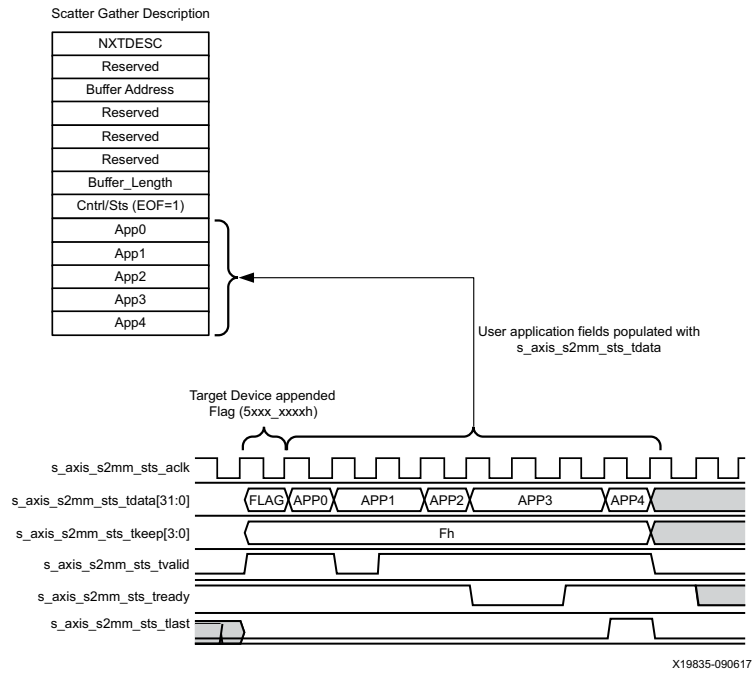 Scatter Gather Description
NXTDESC
Reserved
Buffer Address
Reserved
Reserved
Reserved
Buffer_Length
Cntrl/Sts (EOF=1)
App0
App1
App2
App3
App4
User application fields populated with
s_axis_s2mm_sts_tdata
Target Device appended
Flag (5xxx_xxxxh)
s_axis_s2mm_sts_aclk
s_axis_s2mm_sts_tdata[31:0] FLAG APP0 APP1 APP2 APP3 APP4
s_axis_s2mm_sts_tkeep[3:0] Fh
s_axis_s2mm_sts_tvalid
s_axis_s2mm_sts_tready
s_axis_s2mm_sts_tlast
X19835-090617